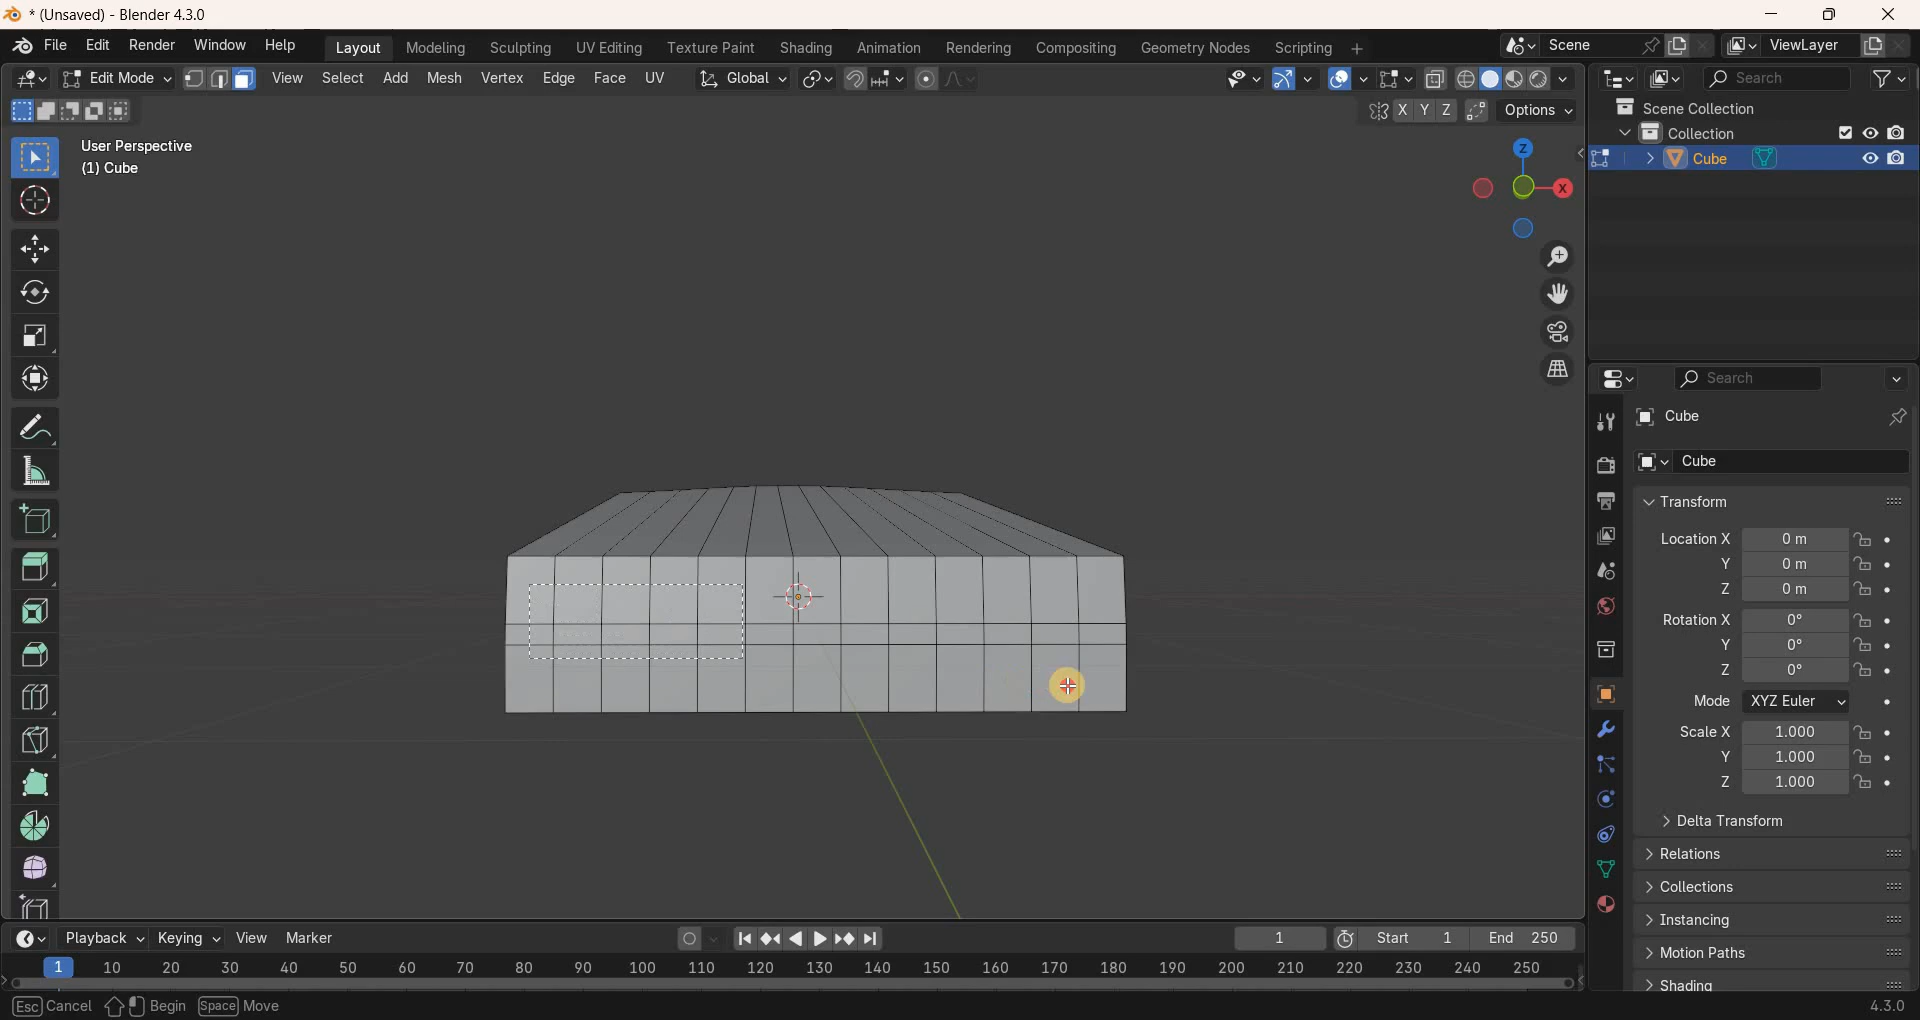 * (Unsaved) - Blender 4.3.0
File Edit Render Window Help Layout Modeling Sculpting UV Editing Texture Paint Shading Animation Rendering Compositing Geometry Nodes Scripting + Scene ViewLayer
Edit Mode View Select Add Mesh Vertex Edge Face UV Global Search
X Y Z Options
Scene Collection
Collection
Cube
User Perspective
(1) Cube
Z
X
Search
Cube
Cube
Transform
Location X 0 m
Y 0 m
Z 0 m
Rotation X 0°
Y 0°
Z 0°
Mode XYZ Euler
Scale X 1.000
Y 1.000
Z 1.000
Delta Transform
Relations
Collections
Instancing
Motion Paths
Shading
Playback Keying View Marker 1 Start 1 End 250
1 10 20 30 40 50 60 70 80 90 100 110 120 130 140 150 160 170 180 190 200 210 220 230 240 250
Esc Cancel Begin Space Move 4.3.0